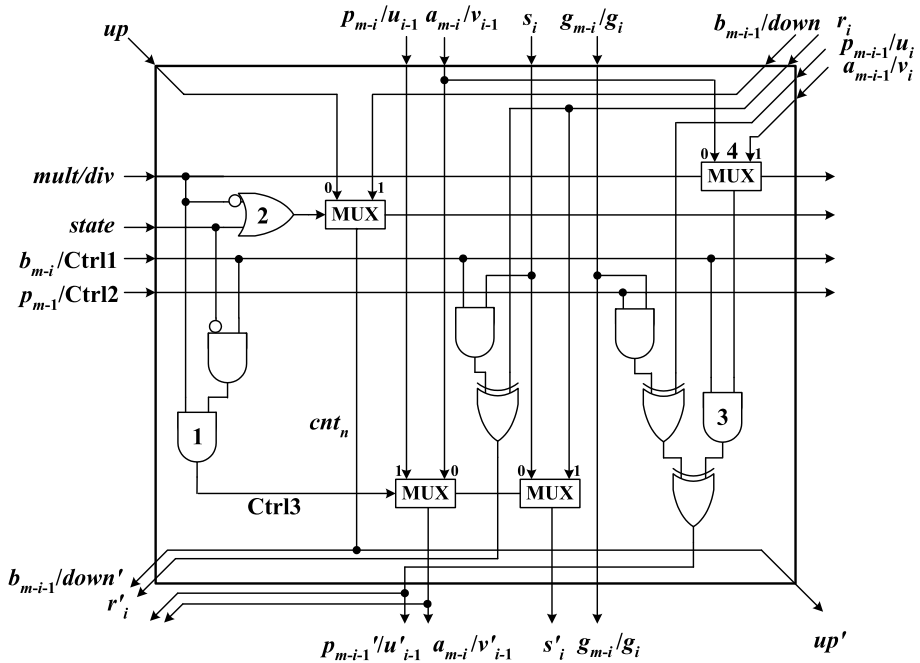 up
p_{m-i}/u_{i-1} a_{m-i}/v_{i-1} s_i g_{m-i}/g_i b_{m-i-1}/down r_i
p_{m-i-1}/u_i
a_{m-i-1}/v_i
0 4 1
mult/div MUX
0 1
2 MUX
state
b_{m-i}/Ctrl1
p_{m-1}/Ctrl2
1 cnt_n 3
1 0 0 1
Ctrl3 MUX MUX
b_{m-i-1}/down'
r'_i
p_{m-i-1}'/u'_{i-1} a_{m-i}/v'_{i-1} s'_i g_{m-i}/g_i up'